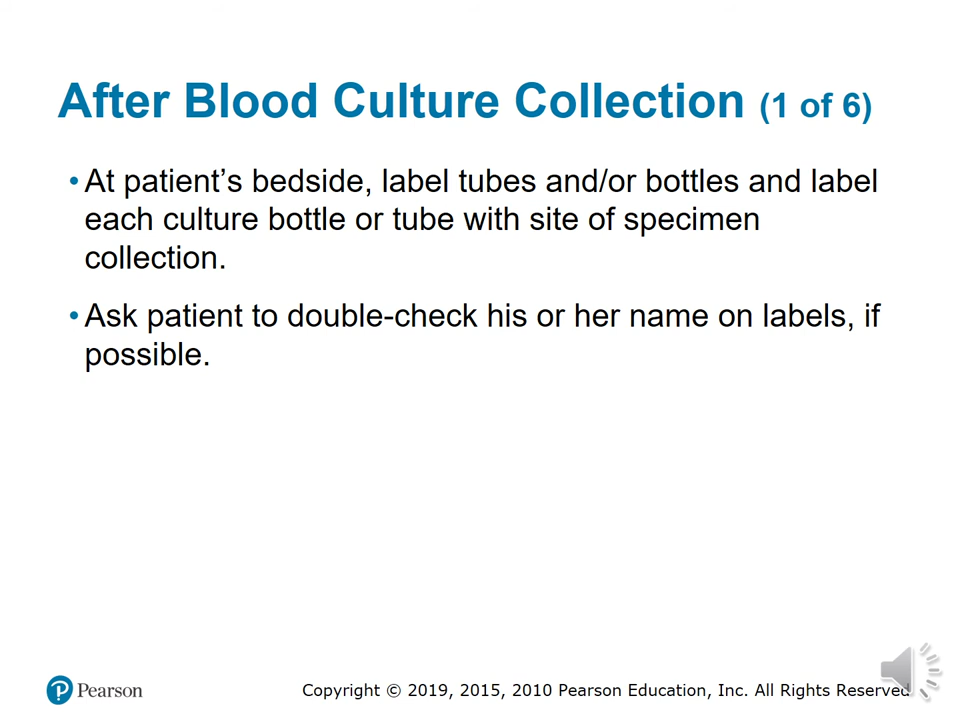 After Blood Culture Collection (1 of 6)
• At patient’s bedside, label tubes and/or bottles and label
each culture bottle or tube with site of specimen
collection.
• Ask patient to double-check his or her name on labels, if
possible.
Pearson
Copyright © 2019, 2015, 2010 Pearson Education, Inc. All Rights Reserved